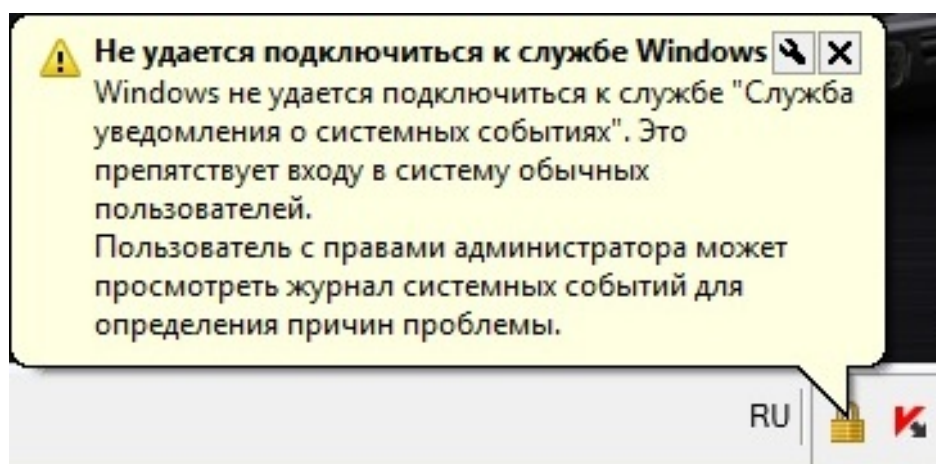 Не удается подключиться к службе Windows
Windows не удается подключиться к службе "Служба
уведомления о системных событиях". Это
препятствует входу в систему обычных
пользователей.
Пользователь с правами администратора может
просмотреть журнал системных событий для
определения причин проблемы.
RU